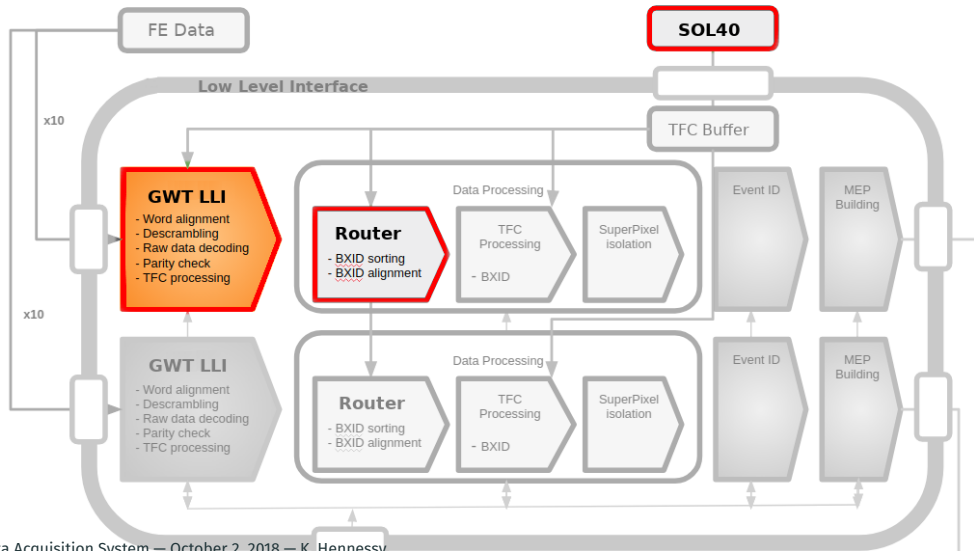 FE Data
SOL40
Low Level Interface
x10
TFC Buffer
GWT LLI
- Word alignment
- Descrambling
- Raw data decoding
- Parity check
- TFC processing
Data Processing
Router
- BXID sorting
- BXID alignment
TFC
Processing
- BXID
SuperPixel
isolation
Event ID
MEP
Building
x10
GWT LLI
- Word alignment
- Descrambling
- Raw data decoding
- Parity check
- TFC processing
Data Processing
Router
- BXID sorting
- BXID alignment
TFC
Processing
- BXID
SuperPixel
isolation
Event ID
MEP
Building
Acquisition System — October 2, 2018 — K. Hennessy